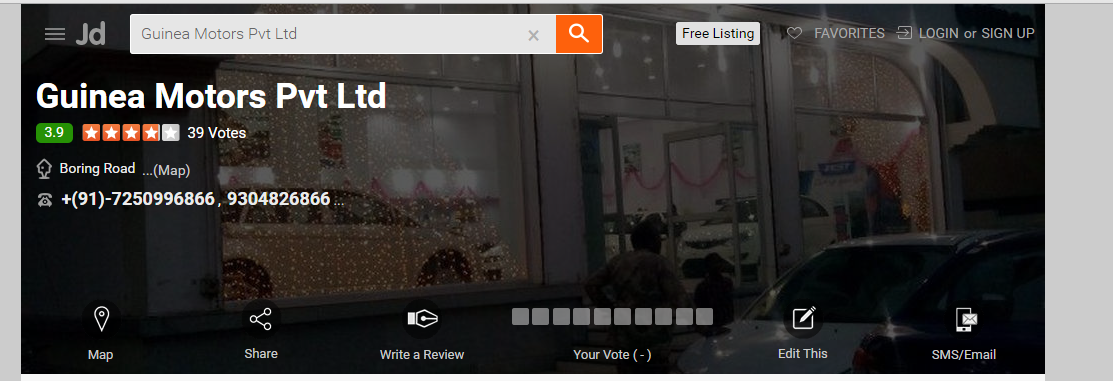 Jd
Guinea Motors Pvt Ltd
Free Listing
FAVORITES
LOGIN or SIGN UP
Guinea Motors Pvt Ltd
3.9 39 Votes
Boring Road ...(Map)
+(91)-7250996866 , 9304826866 ...
Map
Share
Write a Review
Your Vote ( - )
Edit This
SMS/Email